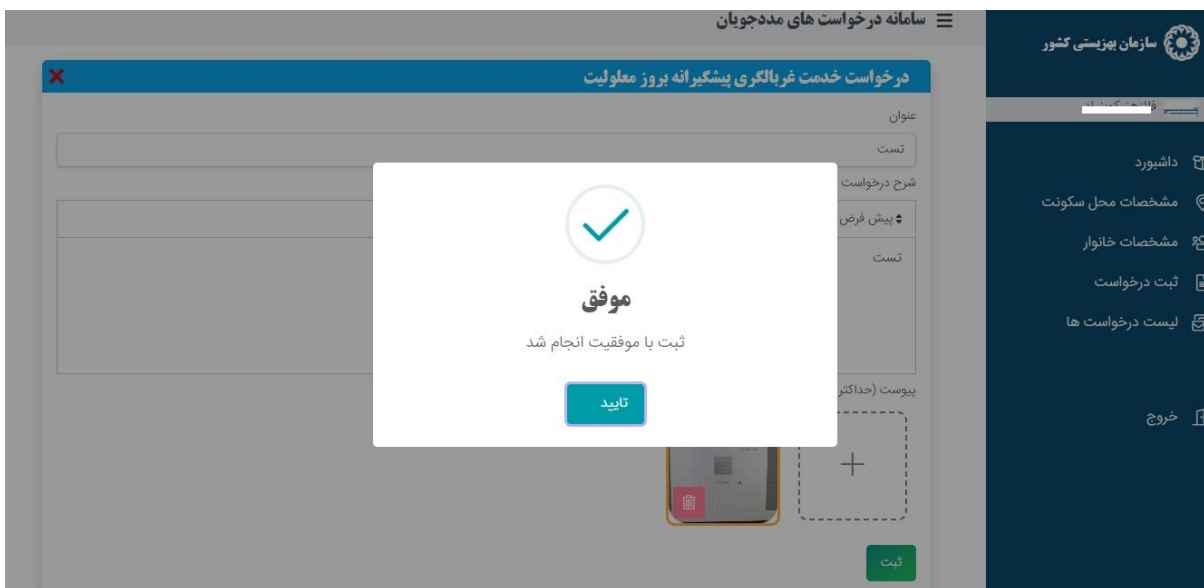 سامانه درخواست های مددجویان
سازمان بهزیستی کشور
داشبورد
مشخصات محل سکونت
مشخصات خانوار
ثبت درخواست
لیست درخواست ها
خروج
درخواست خدمت غربالگری پیشگیرانه بروز معلولیت
عنوان
تست
شرح درخواست
پیش فرض
تست
موفق
ثبت با موفقیت انجام شد
تایید
پیوست (حداکثر
ثبت